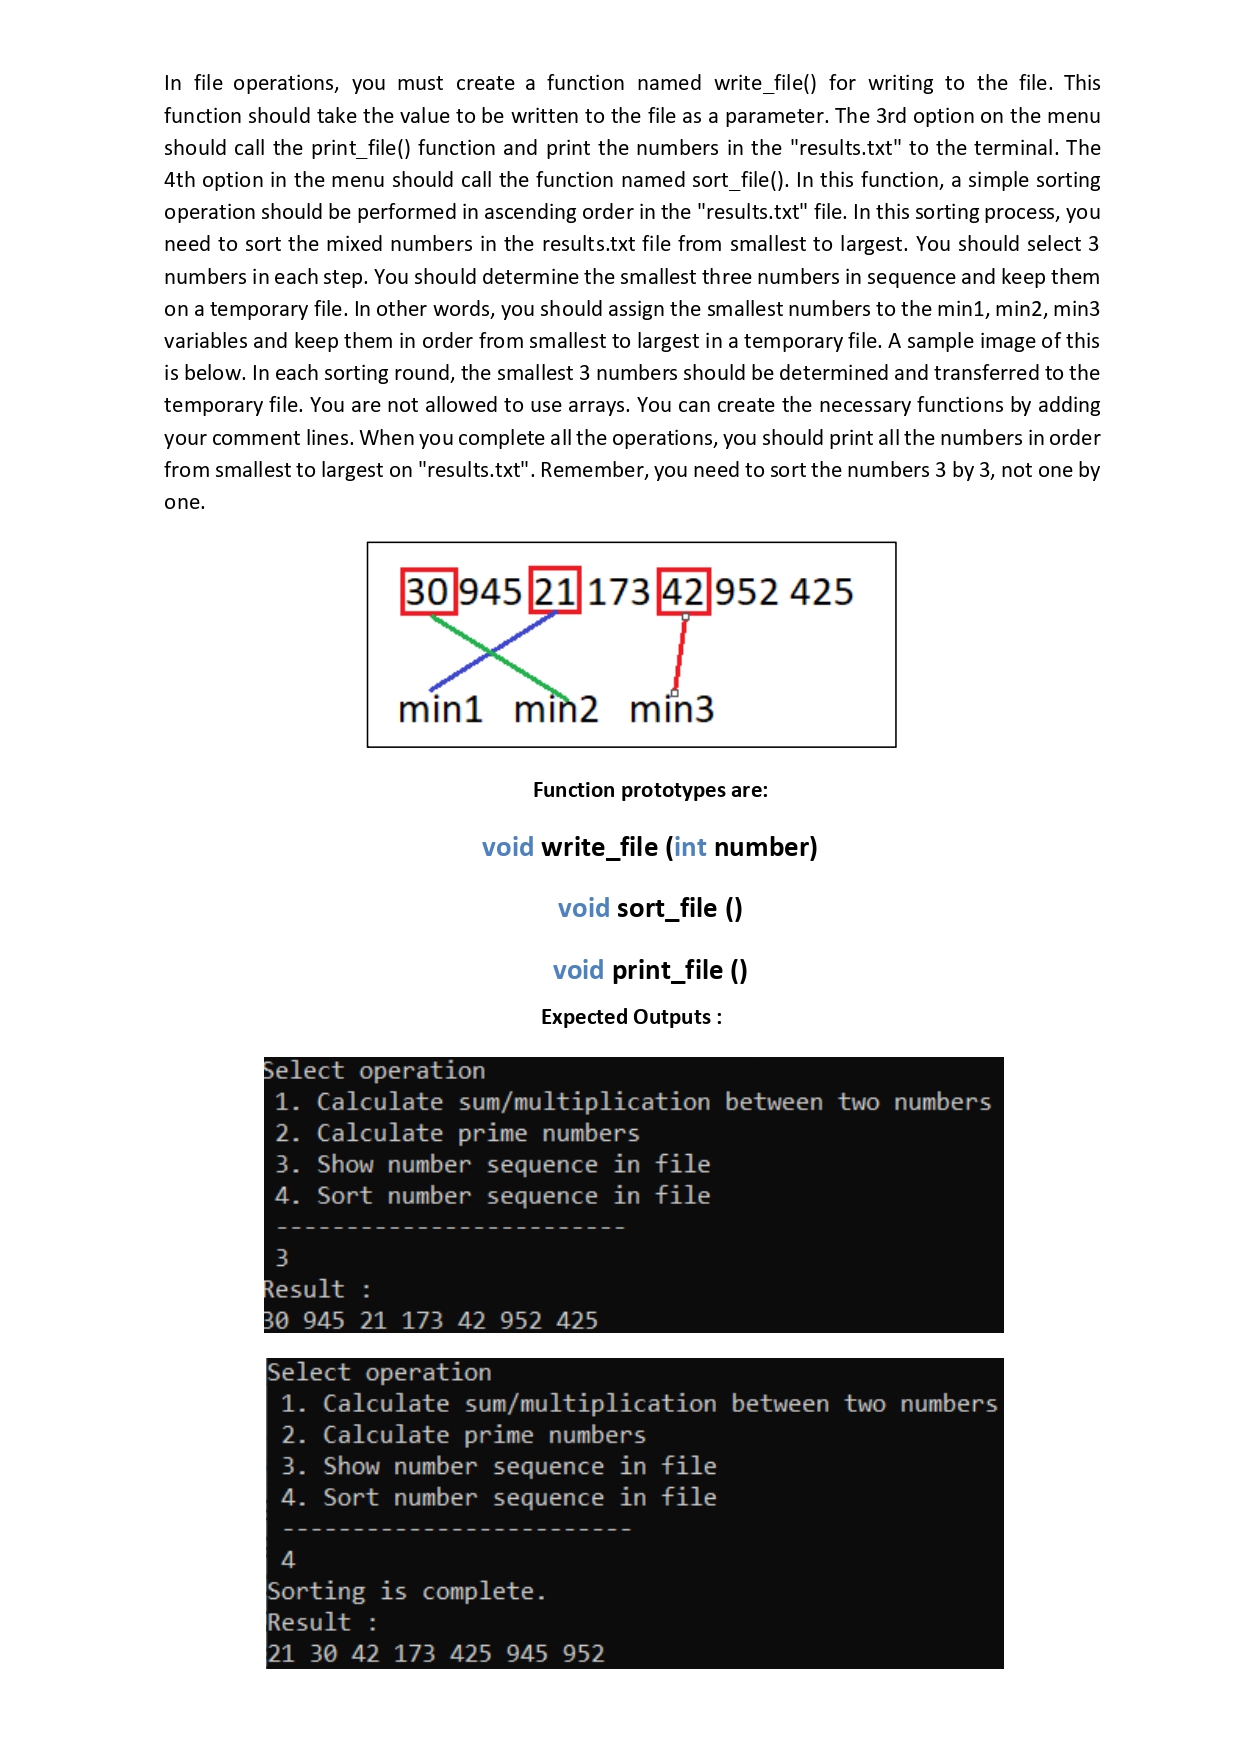 In file operations, you must create a function named write_file() for writing to the file. This
function should take the value to be written to the file as a parameter. The 3rd option on the menu
should call the print_file() function and print the numbers in the "results.txt" to the terminal. The
4th option in the menu should call the function named sort_file(). In this function, a simple sorting
operation should be performed in ascending order in the "results.txt" file. In this sorting process, you
need to sort the mixed numbers in the results.txt file from smallest to largest. You should select 3
numbers in each step. You should determine the smallest three numbers in sequence and keep them
on a temporary file. In other words, you should assign the smallest numbers to the min1, min2, min3
variables and keep them in order from smallest to largest in a temporary file. A sample image of this
is below. In each sorting round, the smallest 3 numbers should be determined and transferred to the
temporary file. You are not allowed to use arrays. You can create the necessary functions by adding
your comment lines. When you complete all the operations, you should print all the numbers in order
from smallest to largest on "results.txt". Remember, you need to sort the numbers 3 by 3, not one by
one.
30 945 21 173 42 952 425
min1 min2 min3
Function prototypes are:
void write_file (int number)
void sort_file ()
void print_file ()
Expected Outputs :
Select operation
1. Calculate sum/multiplication between two numbers
2. Calculate prime numbers
3. Show number sequence in file
4. Sort number sequence in file
-------------------------
3
Result :
30 945 21 173 42 952 425
Select operation
1. Calculate sum/multiplication between two numbers
2. Calculate prime numbers
3. Show number sequence in file
4. Sort number sequence in file
-------------------------
4
Sorting is complete.
Result :
21 30 42 173 425 945 952